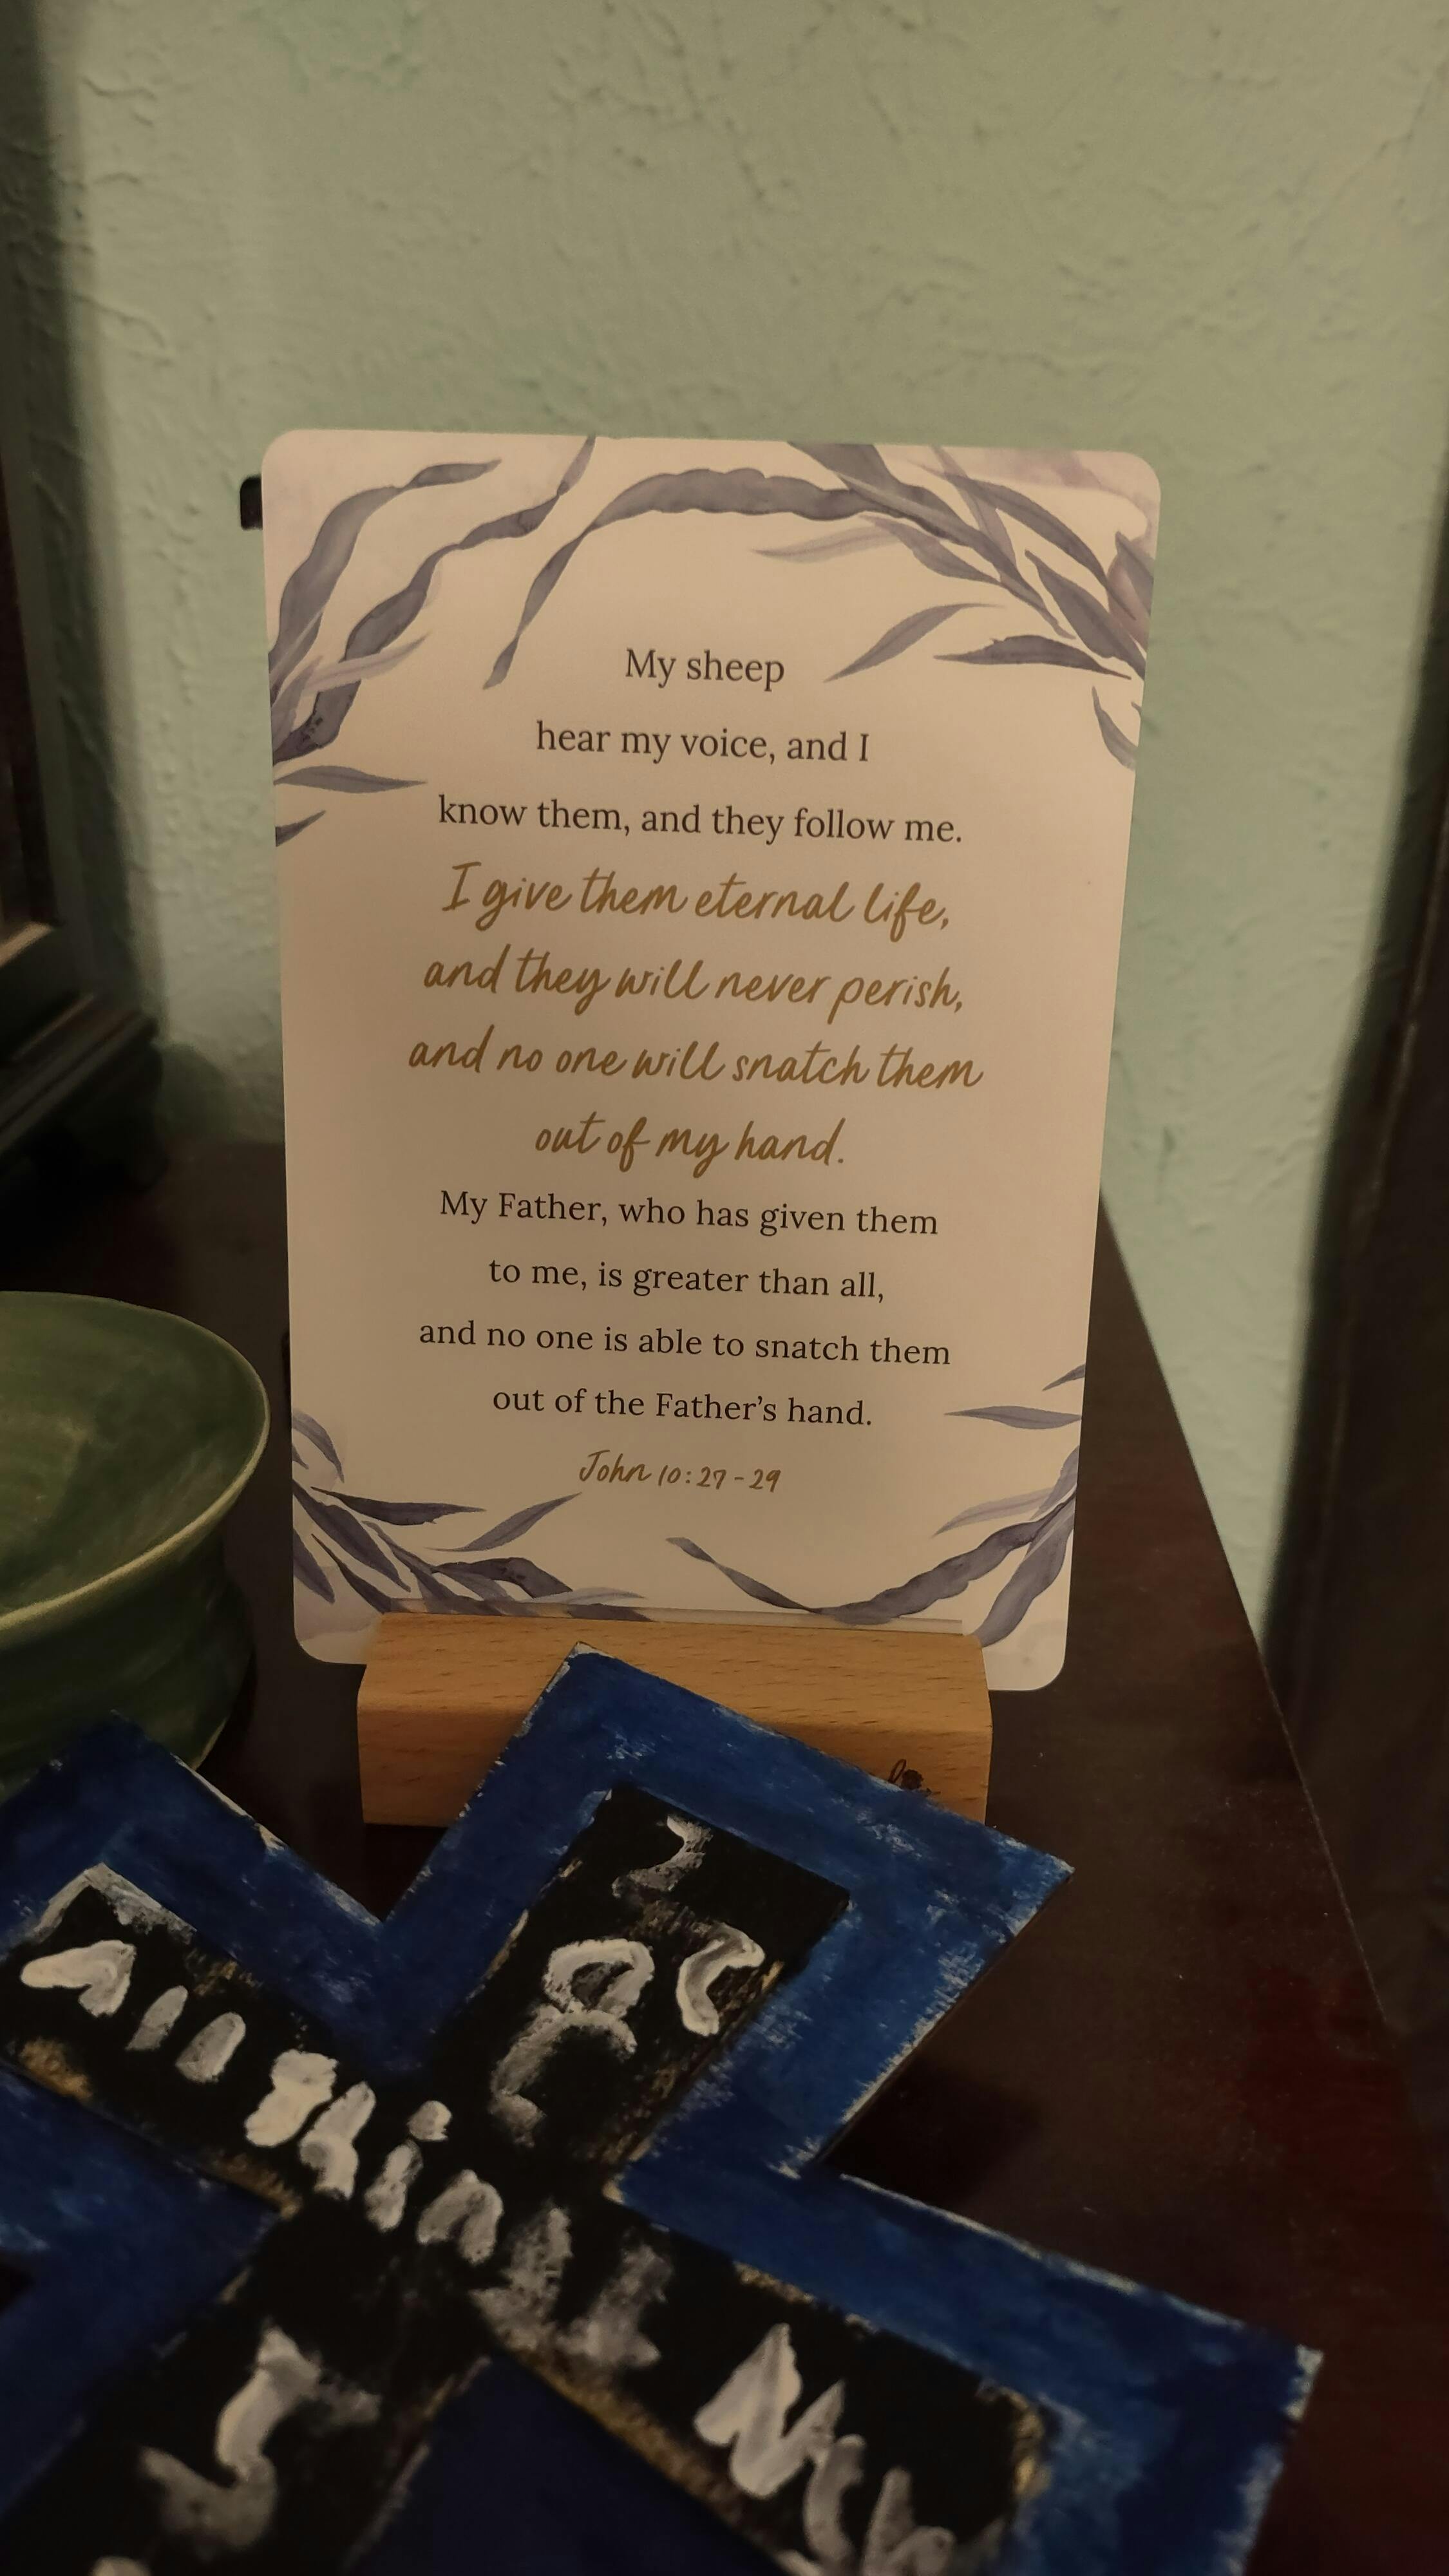 My sheep
hear my voice, and I
know them, and they follow me.
I give them eternal life,
and they will never perish,
and no one will snatch them
out of my hand.
My Father, who has given them
to me, is greater than all,
and no one is able to snatch them
out of the Father’s hand.
John 10:27-29